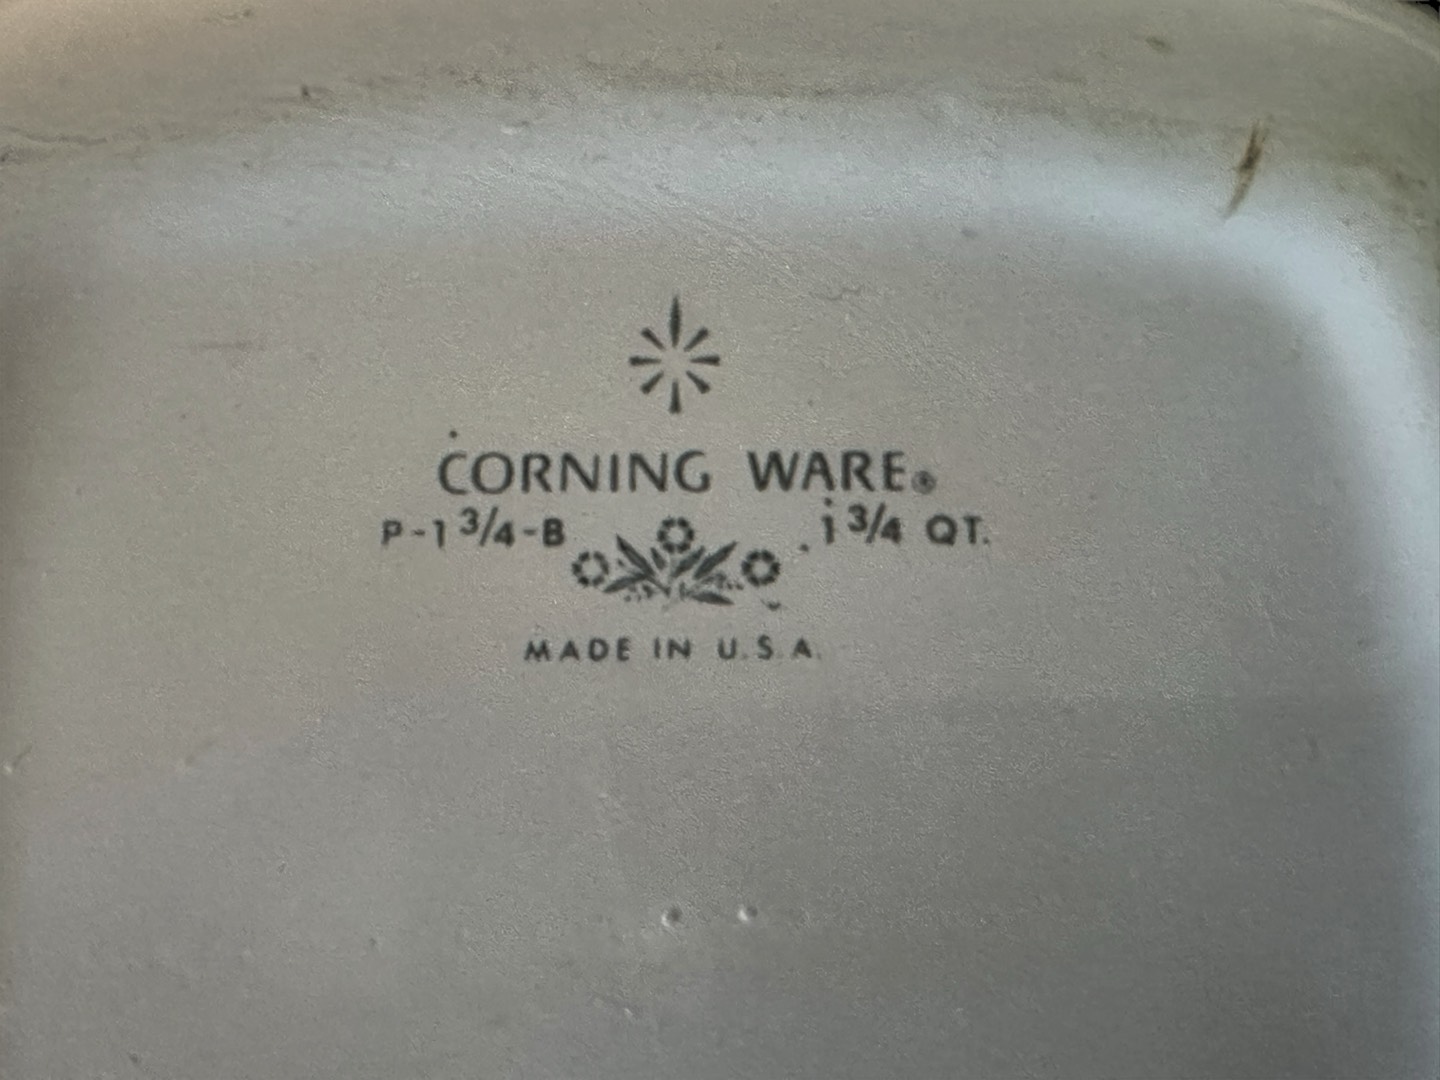 CORNING WARE®
P-1 3/4-B 1 3/4 QT.
MADE IN U.S.A.